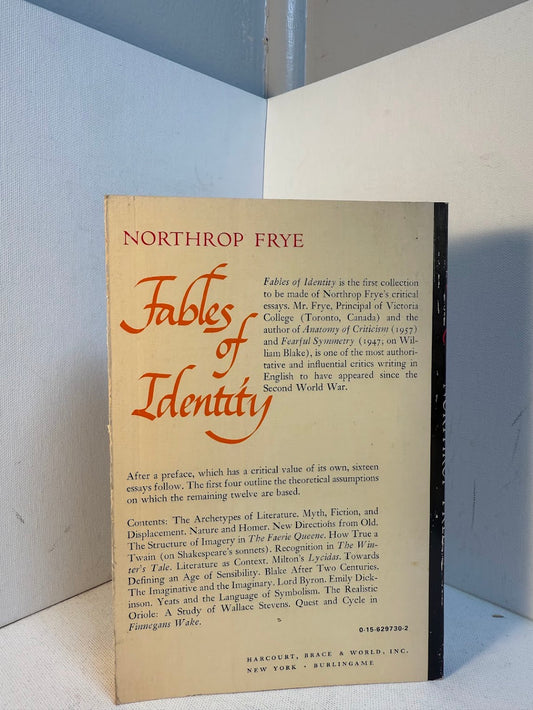 NORTHROP FRYE
Fables
of
Identity
Fables of Identity is the first collection
to be made of Northrop Frye's critical
essays. Mr. Frye, Principal of Victoria
College (Toronto, Canada) and the
author of Anatomy of Criticism (1957)
and Fearful Symmetry (1947, on Wil-
liam Blake), is one of the most authori-
tative and influential critics writing in
English to have appeared since the
Second World War.
After a preface, which has a critical value of its own, sixteen
essays follow. The first four outline the theoretical assumptions
on which the remaining twelve are based.
Contents: The Archetypes of Literature. Myth, Fiction, and
Displacement. Nature and Homer. New Directions from Old.
The Structure of Imagery in The Faerie Queene. How True a
Twain (on Shakespeare's sonnets). Recognition in The Win-
ter's Tale. Literature as Context, Milton's Lycidas. Towards
Defining an Age of Sensibility. Blake After Two Centuries.
The Imaginative and the Imaginary. Lord Byron. Emily Dick-
inson. Yeats and the Language of Symbolism. The Realistic
Oriole: A Study of Wallace Stevens. Quest and Cycle in
Finnegans Wake.
0-15-629730-2
HARCOURT, BRACE & WORLD, INC.
NEW YORK · BURLINGAME